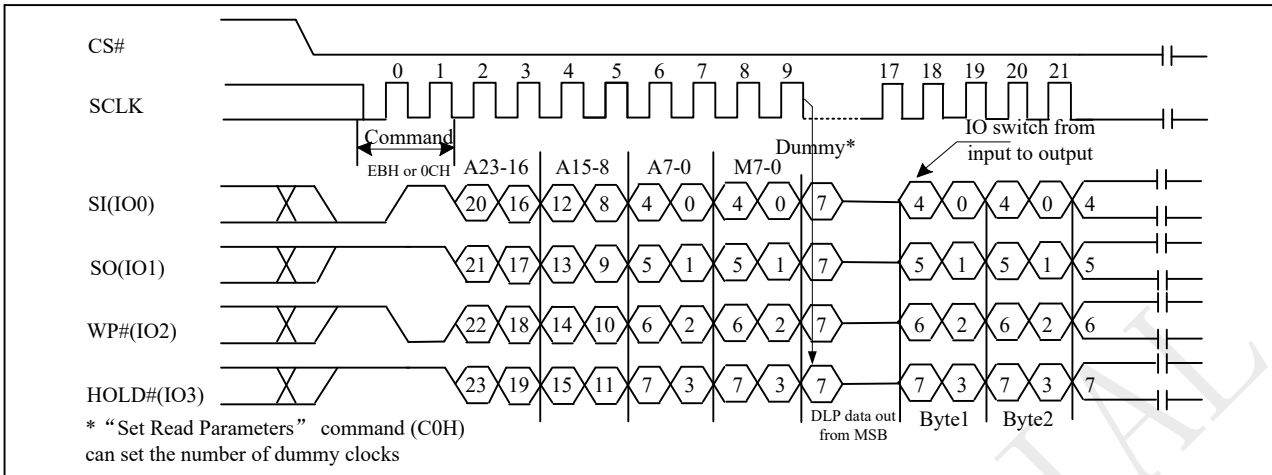 CS#
0 1 2 3 4 5 6 7 8 9 17 18 19 20 21
SCLK
Command
IO switch from
Dummy*
input to output
EBH or 0CH
A23-16 A15-8 A7-0 M7-0
SI(IO0) 20 16 12 8 4 0 4 0 7 4 0 4 0 4
SO(IO1) 21 17 13 9 5 1 5 1 7 5 1 5 1 5
WP#(IO2) 22 18 14 10 6 2 6 2 7 6 2 6 2 6
HOLD#(IO3) 23 19 15 11 7 3 7 3 7 7 3 7 3 7
DLP data out
from MSB
Byte1 Byte2
* “Set Read Parameters” command (C0H)
can set the number of dummy clocks